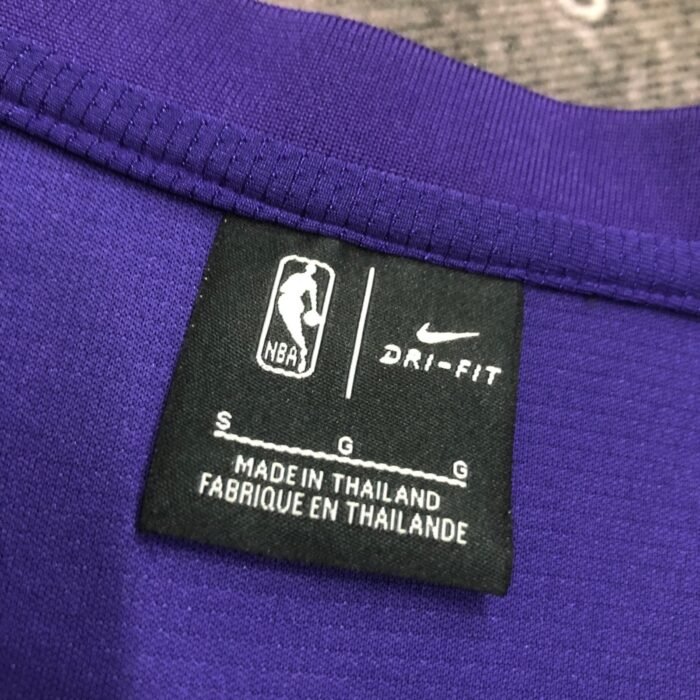 NBA
DRI-FIT
S G G
MADE IN THAILAND
FABRIQUE EN THAILANDE